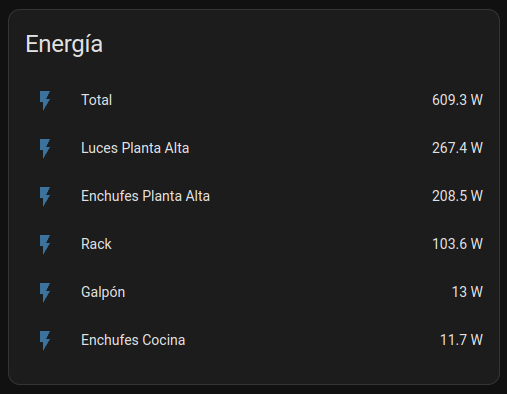 Energía
Total 609.3 W
Luces Planta Alta 267.4 W
Enchufes Planta Alta 208.5 W
Rack 103.6 W
Galpón 13 W
Enchufes Cocina 11.7 W